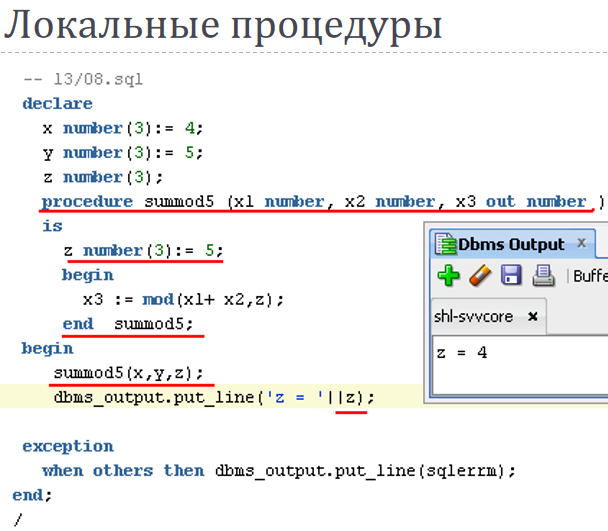 Локальные процедуры
-- 13/08.sql
declare
x number(3):= 4;
y number(3):= 5;
z number(3);
procedure summod5 (x1 number, x2 number, x3 out number )
is
z number(3):= 5;
begin
x3 := mod(x1+ x2,z);
end summod5;
begin
summod5(x,y,z);
dbms_output.put_line('z = '||z);
exception
when others then dbms_output.put_line(sqlerrm);
end;
/
Dbms Output x
Buffe
shl-svvcore x
z = 4